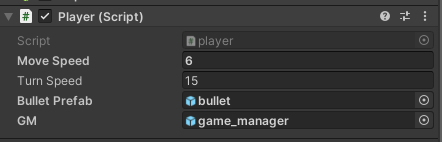 Player (Script)
Script player
Move Speed 6
Turn Speed 15
Bullet Prefab bullet
GM game_manager